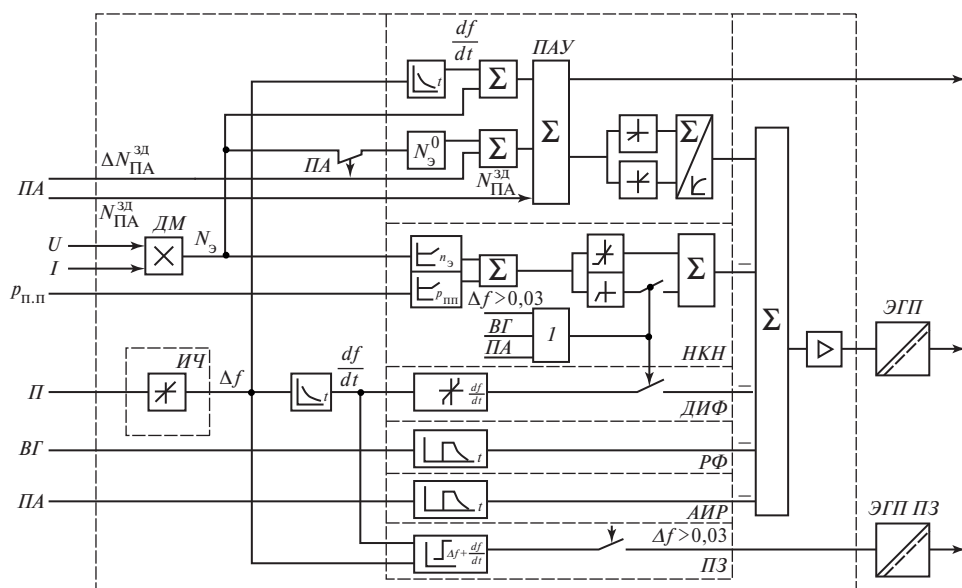 df/dt
ПАУ
t
Σ
Σ
ПА
N_э^0
Σ
Σ
ΔN_ПА^зд
ПА
N_ПА^зд
N_ПА^зд
ДМ
U
I
×
N_э
n_э
p_пп
Σ
Σ
p_п.п
Δf>0,03
ВГ
ПА
1
НКН
Σ
ЭГП
ИЧ
П
Δf
df/dt
t
df/dt
ДИФ
ВГ
t
РФ
ПА
t
АИР
ЭГП ПЗ
Δf+df/dt
Δf>0,03
ПЗ